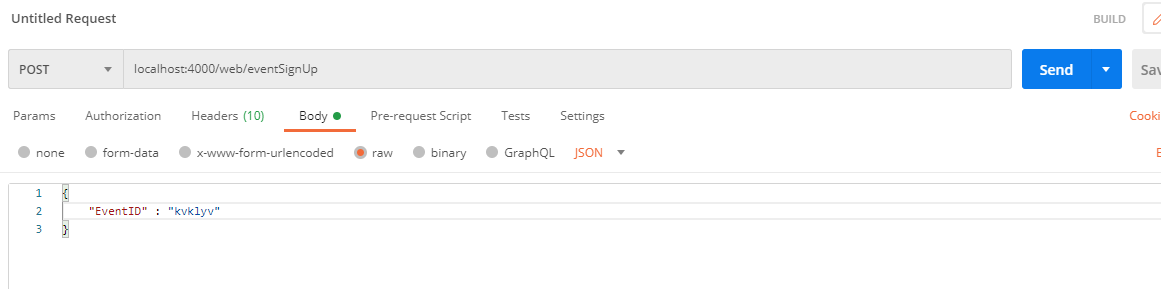 Untitled Request BUILD
POST localhost:4000/web/eventSignUp Send Sav
Params Authorization Headers (10) Body Pre-request Script Tests Settings Cooki
none form-data x-www-form-urlencoded raw binary GraphQL JSON
1 {
2 "EventID" : "kvklyv"
3 }